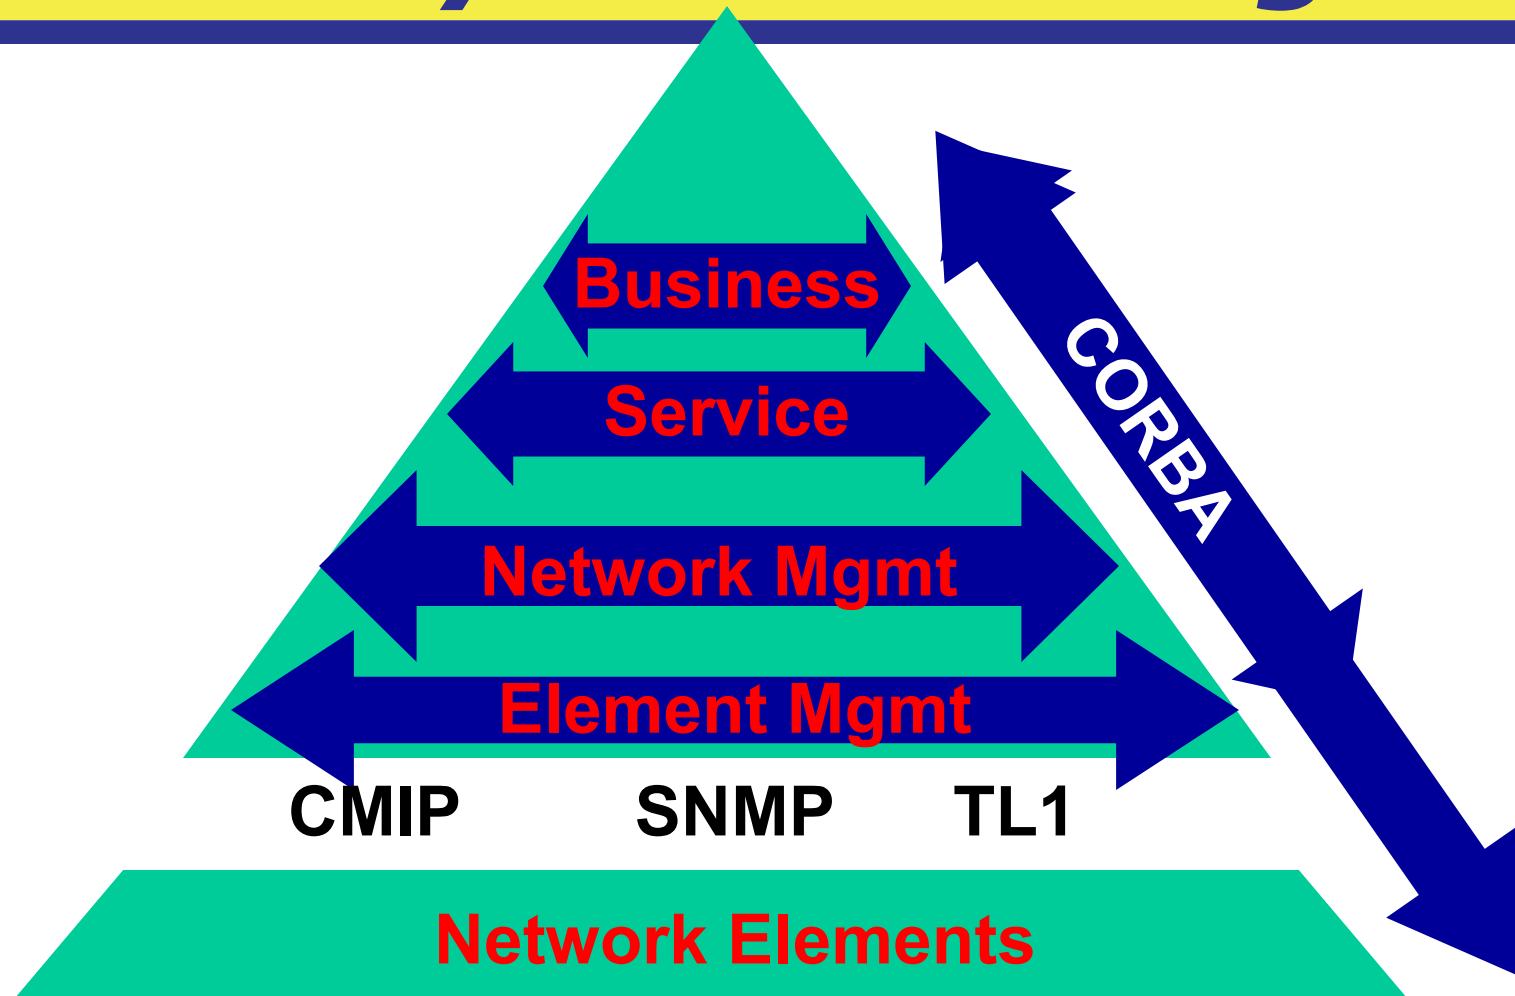 Business
Service
CORBA
Network Mgmt
Element Mgmt
CMIP SNMP TL1
Network Elements